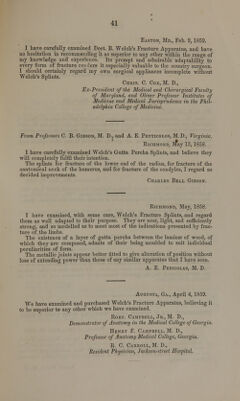 41
Easton, Md., Feb. 9, 1859.
I have carefully examined Doct. B. Welch's Fracture Apparatus, and have
no hesitation in recommending it as superior to any other within the range of
my knowledge and experience. Its prompt and admirable adaptability to
every form of fracture renders it especially valuable to the country surgeon.
I should certainly regard my own surgical appliances incomplete without
Welch's Splints.
Chrs. C. Cox, M. D.,
Ex-President of the Medical and Chirurgical Faculty
of Maryland, and Oliver Professor Institutes of
Medicine and Medical Jurisprudence in the Phil-
adelphia College of Medicine.
From Professors C. B. Gibson, M. D., and A. E. Peticolas, M. D., Virginia.
Richmond, May 13, 1858.
I have carefully examined Welch's Gutta Percha Splints, and believe they
will completely fulfil their intention.
The splints for fracture of the lower end of the radius, for fracture of the
anatomical neck of the humerus, and for fracture of the condyles, I regard as
decided improvements.
Charles Bell Gibson.
Richmond, May, 1858.
I have examined, with some care, Welch's Fracture Splints, and regard
them as well adapted to their purpose. They are neat, light, and sufficiently
strong, and so modelled as to meet most of the indications presented by frac-
ture of the limbs.
The existence of a layer of gutta percha between the laminæ of wood, of
which they are composed, admits of their being moulded to suit individual
peculiarities of form.
The metallic joints appear better fitted to give alteration of position without
loss of extending power than those of any similar apparatus that I have seen.
A. E. Peticolas, M. D.
Augusta, Ga., April 4, 1859.
We have examined and purchased Welch's Fracture Apparatus, believing it
to be superior to any other which we have examined.
Robt. Campbell, Jr., M. D.,
Demonstrator of Anatomy in the Medical College of Georgia.
Henry F. Campbell, M. D.,
Professor of Anatomy Medical College, Georgia.
R. C. Carroll, M. D.,
Resident Physician, Jackson-street Hospital.